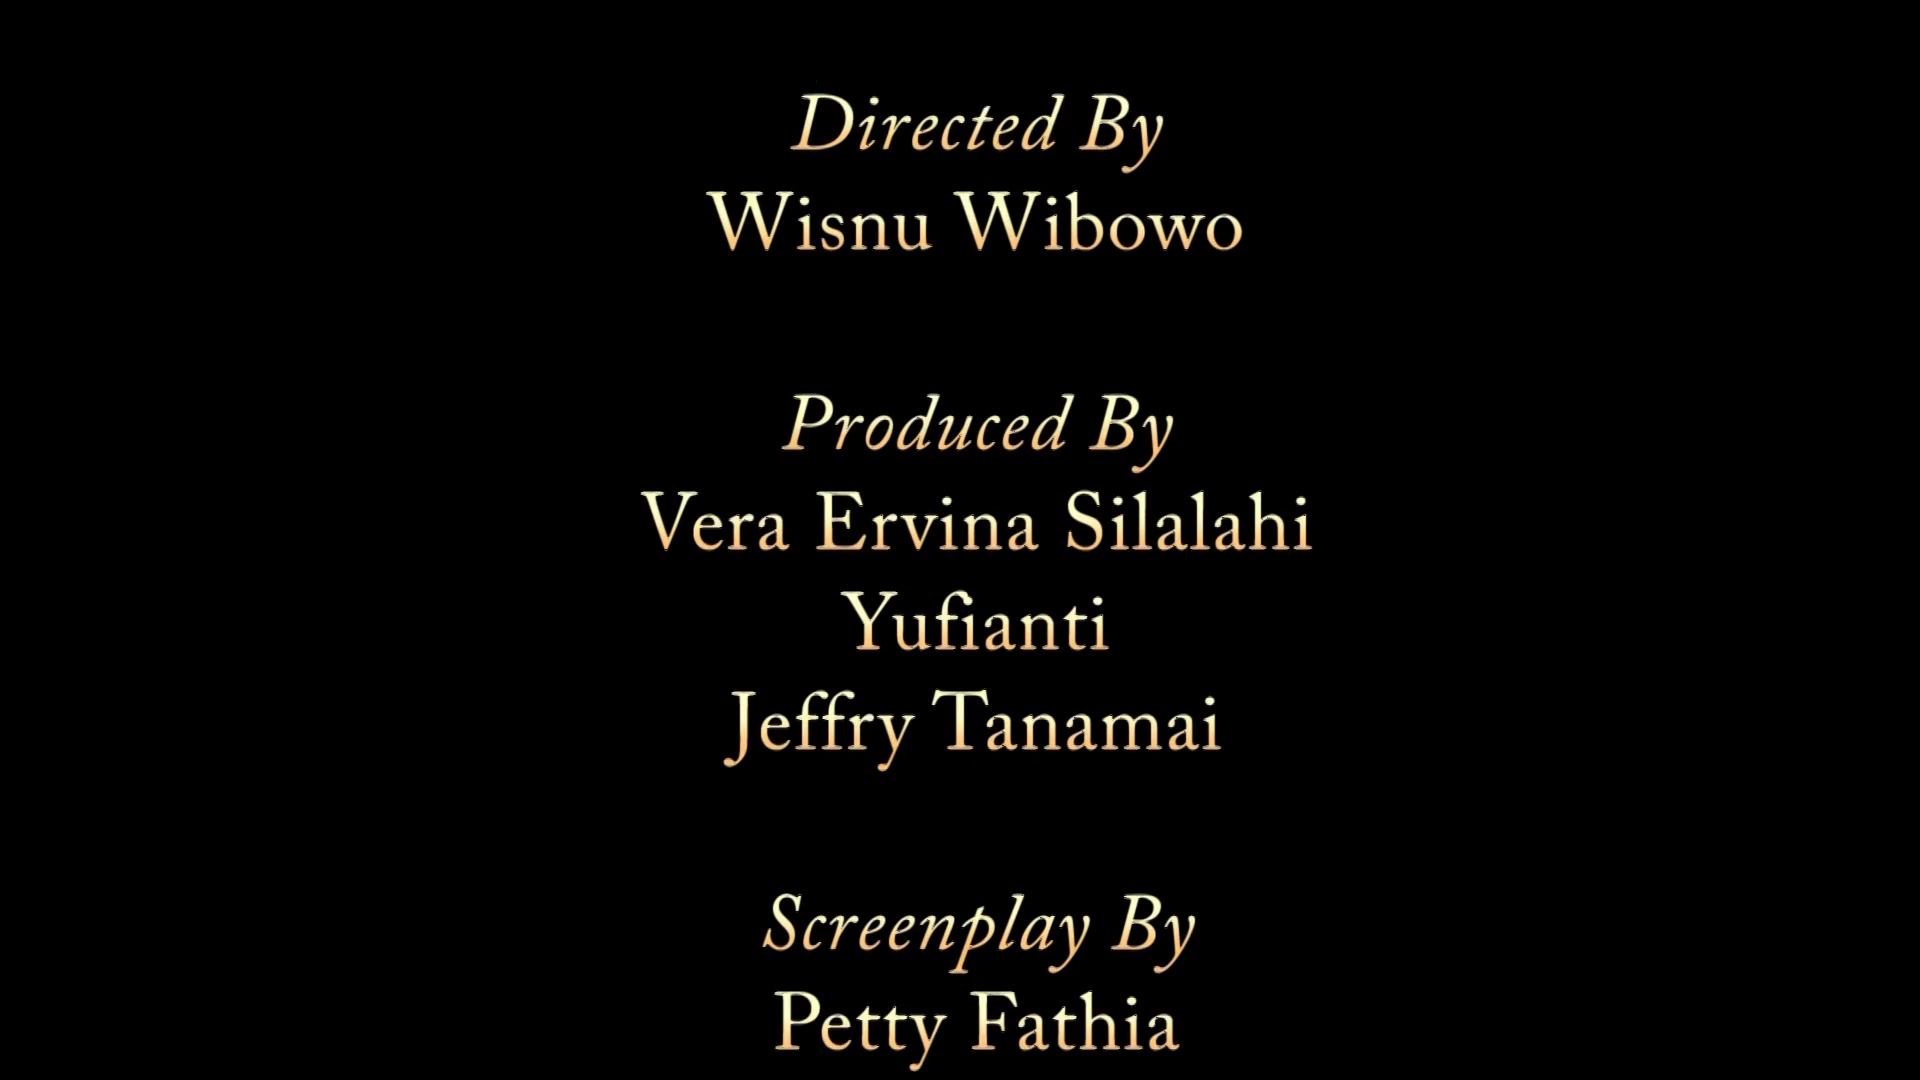 Directed By
Wisnu Wibowo
Produced By
Vera Ervina Silalahi
Yufianti
Jeffry Tanamai
Screenplay By
Petty Fathia